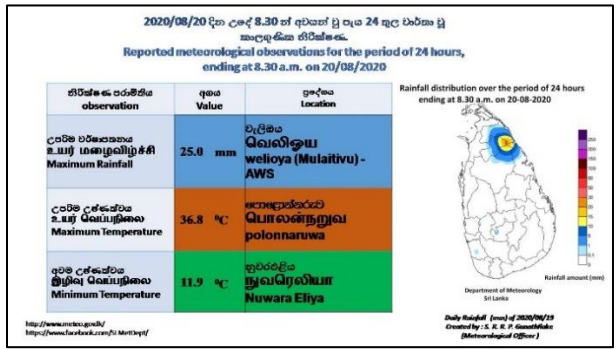 2020/08/20 දින උදේ 8.30 න් අවසන් වූ පැය 24 තුල වාර්තා වූ
කාලගුණික නිරීක්ෂණ.
Reported meteorological observations for the period of 24 hours,
ending at 8.30 a.m. on 20/08/2020
නිරීක්ෂණ පරාමිතිය
observation
අගය
Value
ප්‍රදේශය
Location
උපරිම වර්ෂාපතනය
உயர் மழைவீழ்ச்சி
Maximum Rainfall
25.0 mm
වැලිඔය
வெலிஓய
welioya (Mulaitivu) -
AWS
උපරිම උෂ්ණත්වය
உயர் வெப்பநிலை
Maximum Temperature
36.8 ⁰C
පොළොන්නරුව
பொலன்நறுவ
polonnaruwa
අවම උෂ්ණත්වය
இழிவு வெப்பநிலை
Minimum Temperature
11.9 ⁰C
නුවරඑළිය
நுவரெலியா
Nuwara Eliya
Rainfall distribution over the period of 24 hours
ending at 8.30 a.m. on 20-08-2020
Rainfall amount (mm)
Department of Meteorology
Sri Lanka
Daily Rainfall (mm) of 2020/08/19
Created by : S. R. R. P. Gunathilake
(Meteorological Officer )
http://www.meteo.gov.lk/
https://www.facebook.com/SLMetDept/